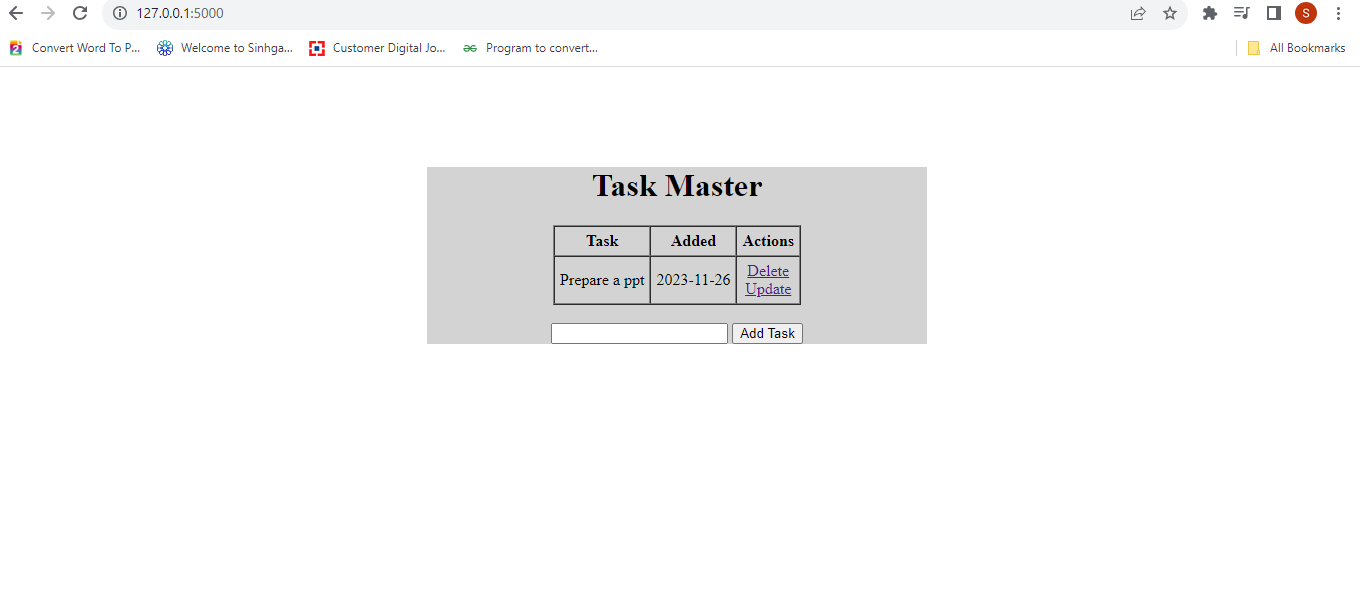 127.0.0.1:5000
S
Convert Word To P... Welcome to Sinhga... Customer Digital Jo... Program to convert... All Bookmarks
Task Master
Task Added Actions
Prepare a ppt 2023-11-26 Delete
Update
Add Task